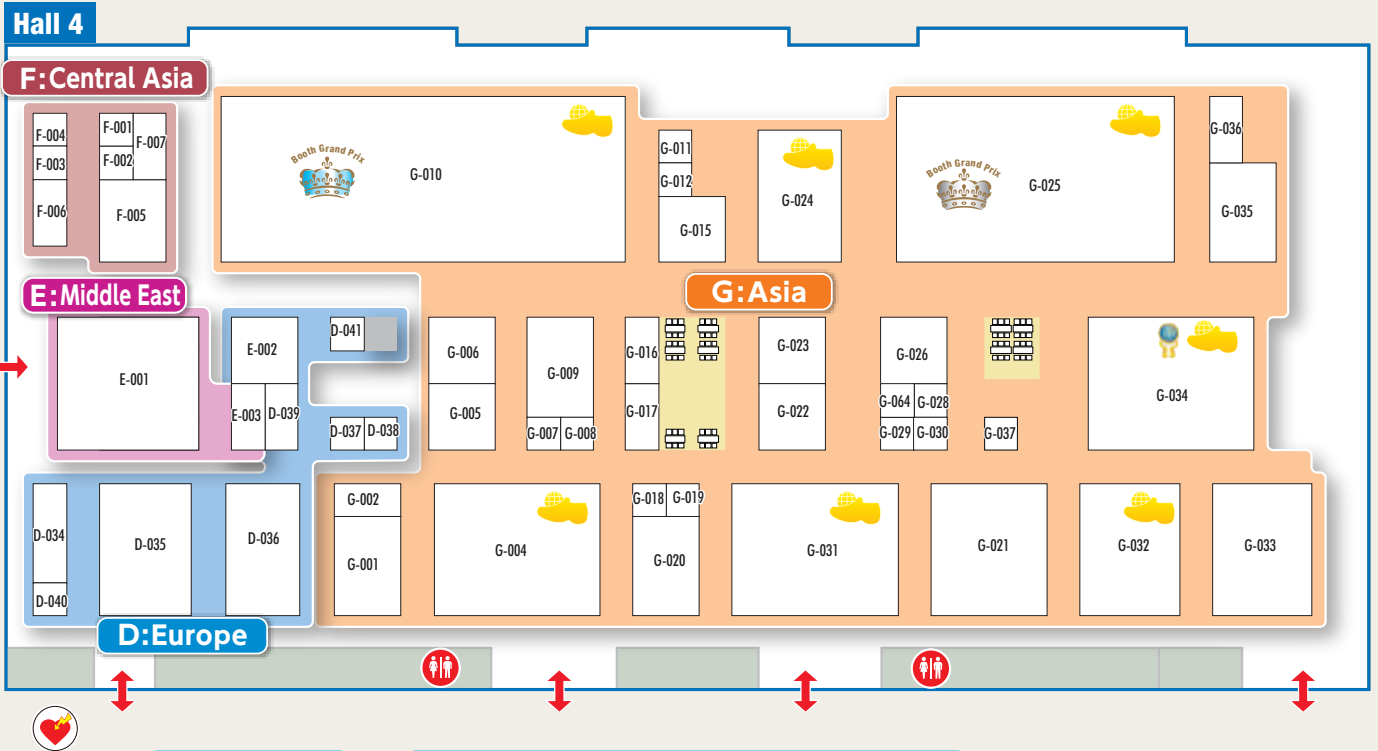 Hall 4
F:Central Asia
F-004
F-003
F-006
F-001
F-007
F-002
F-005
Booth Grand Prix
G-010
G-011
G-012
G-015
G-024
Booth Grand Prix
G-025
G-036
G-035
E:Middle East
G:Asia
E-001
E-002
E-003
D-039
D-041
D-037
D-038
G-006
G-005
G-009
G-007
G-008
G-016
G-017
G-023
G-022
G-026
G-064
G-028
G-029
G-030
G-037
G-034
D-034
D-040
D-035
D-036
G-002
G-001
G-004
G-018
G-019
G-020
G-031
G-021
G-032
G-033
D:Europe